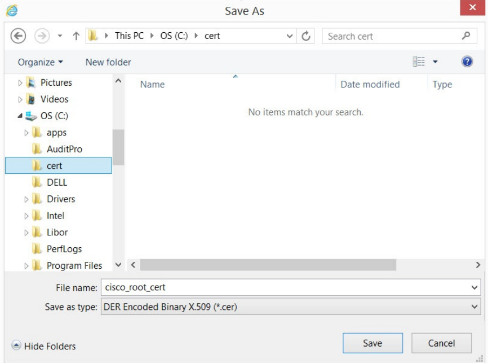 Save As
This PC OS (C:) cert Search cert
Organize New folder
Name Date modified Type
No items match your search.
Pictures
Videos
OS (C:)
apps
AuditPro
cert
DELL
Drivers
Intel
Libor
PerfLogs
Program Files
File name: cisco_root_cert
Save as type: DER Encoded Binary X.509 (*.cer)
Hide Folders Save Cancel